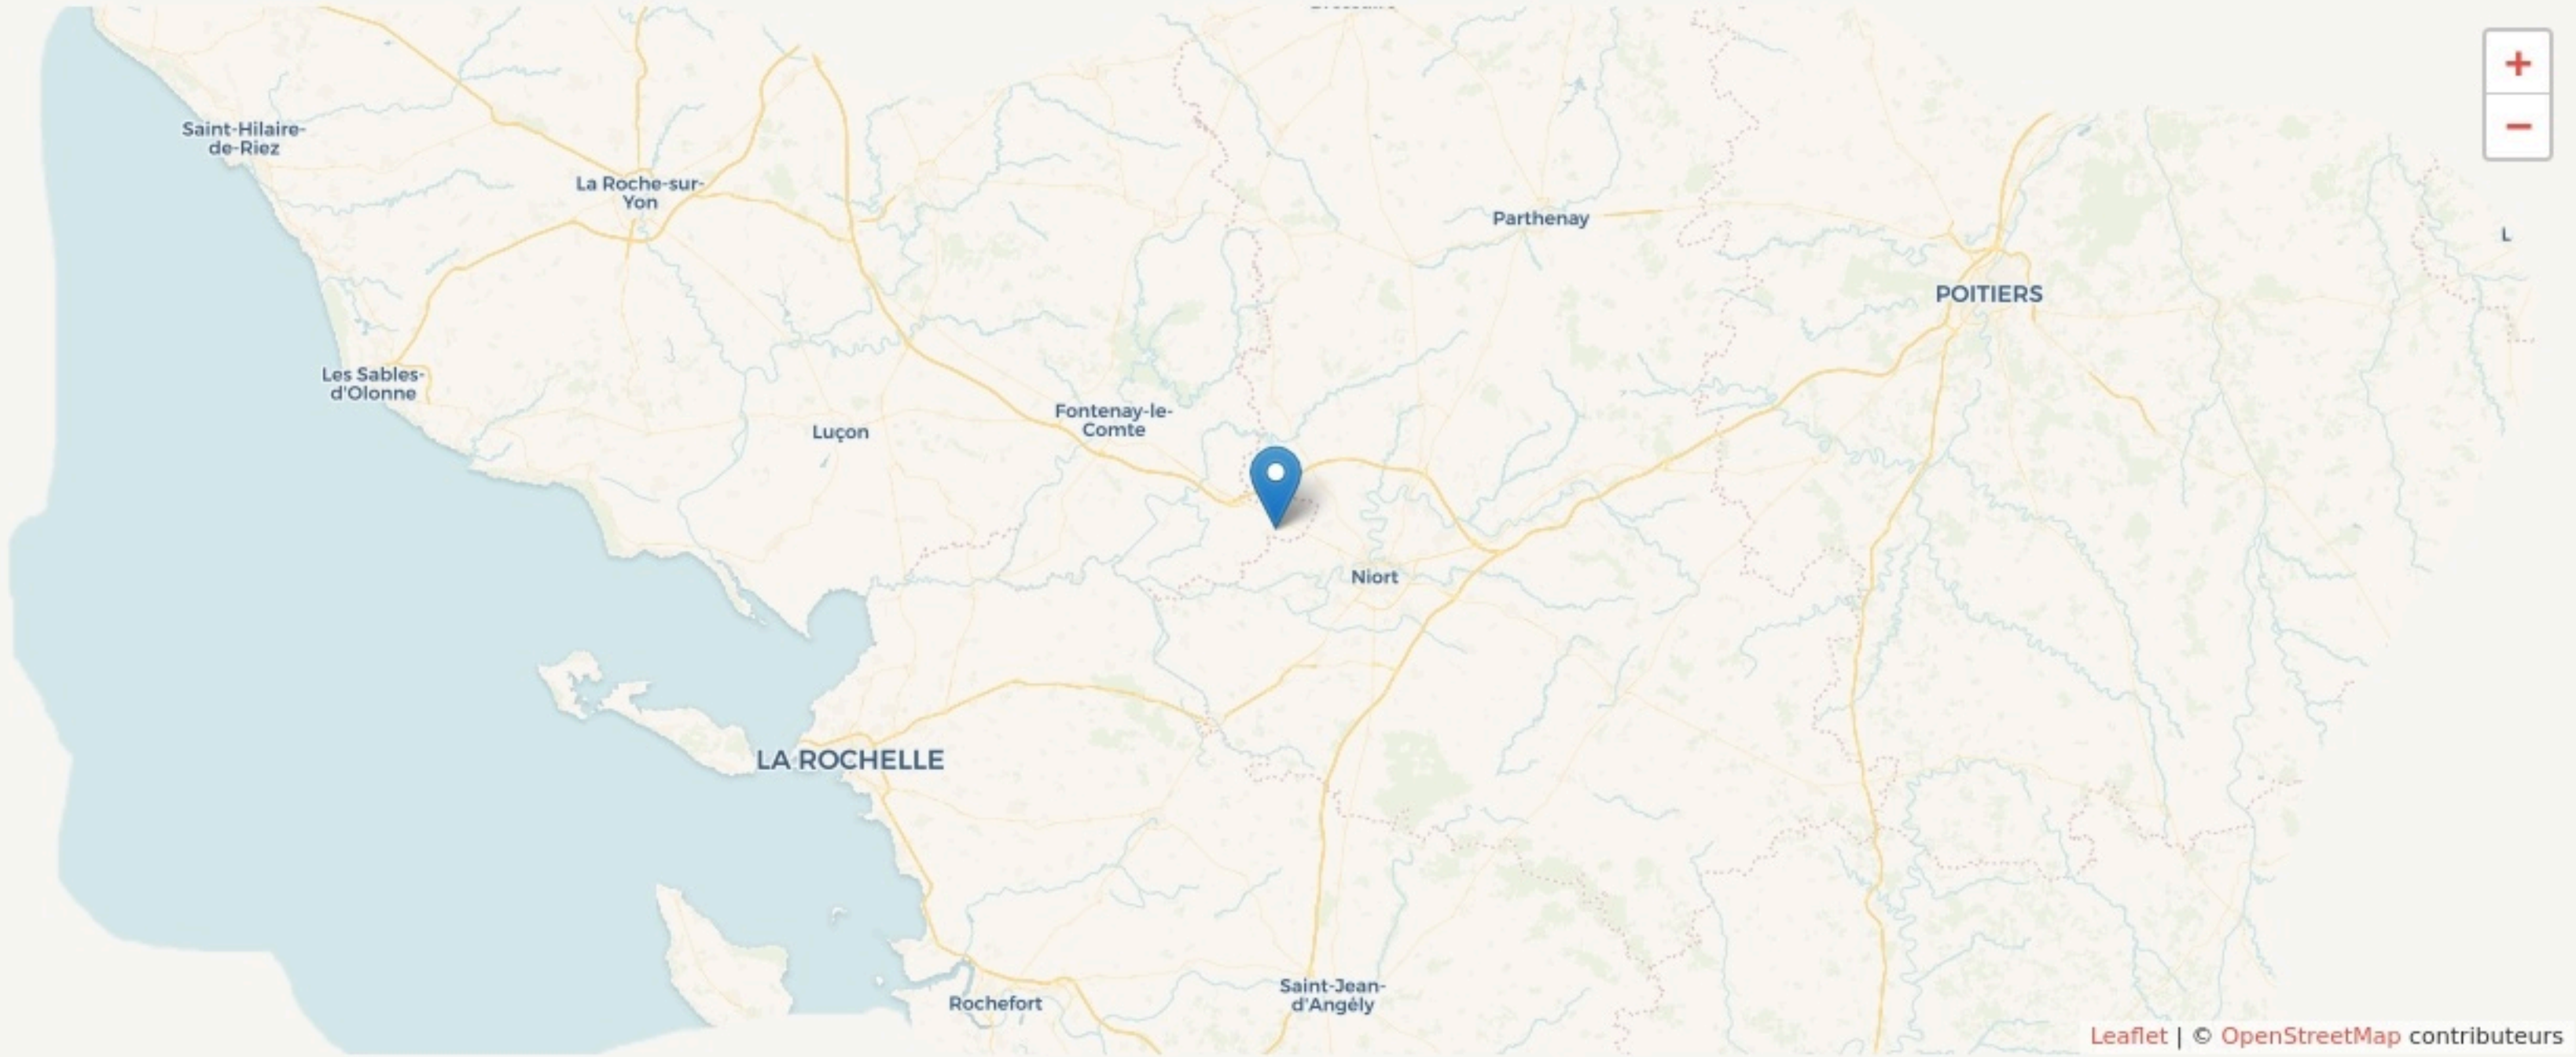 +
−
Saint-Hilaire-
de-Riez
La Roche-sur-
Yon
Parthenay
L
POITIERS
Les Sables-
d'Olonne
Luçon
Fontenay-le-
Comte
Niort
LA ROCHELLE
Rochefort
Saint-Jean-
d'Angély
Leaflet | © OpenStreetMap contributeurs